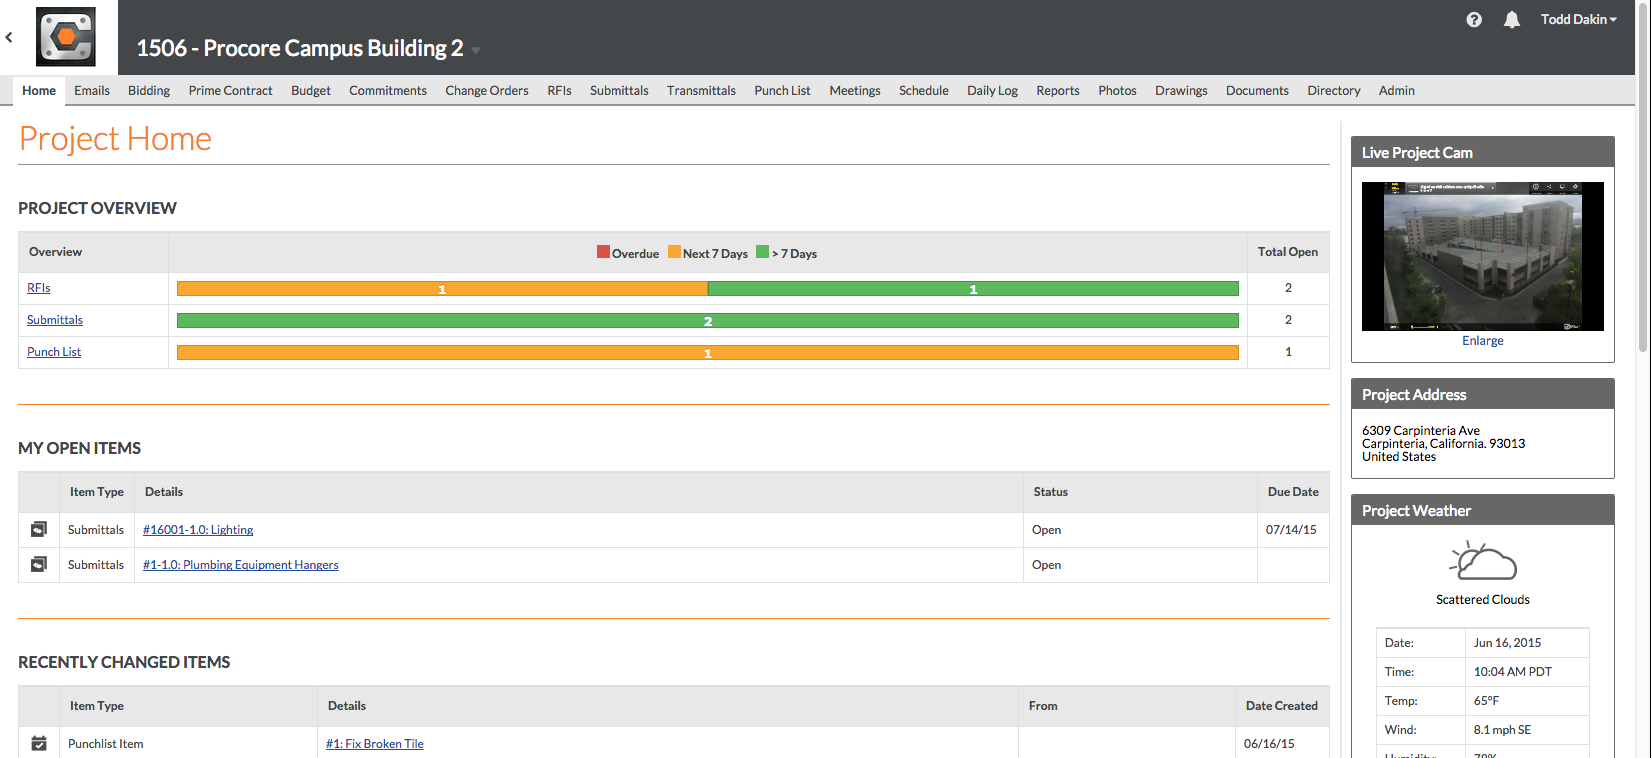 1506 - Procore Campus Building 2
Todd Dakin
Home Emails Bidding Prime Contract Budget Commitments Change Orders RFIs Submittals Transmittals Punch List Meetings Schedule Daily Log Reports Photos Drawings Documents Directory Admin
Project Home
PROJECT OVERVIEW
Overview Overdue Next 7 Days > 7 Days Total Open
RFIs 1 1 2
Submittals 2 2
Punch List 1 1
MY OPEN ITEMS
Item Type Details Status Due Date
Submittals #16001-1.0: Lighting Open 07/14/15
Submittals #1-1.0: Plumbing Equipment Hangers Open
RECENTLY CHANGED ITEMS
Item Type Details From Date Created
Punchlist Item #1: Fix Broken Tile 06/16/15
Live Project Cam
Enlarge
Project Address
6309 Carpinteria Ave
Carpinteria, California. 93013
United States
Project Weather
Scattered Clouds
Date: Jun 16, 2015
Time: 10:04 AM PDT
Temp: 65°F
Wind: 8.1 mph SE